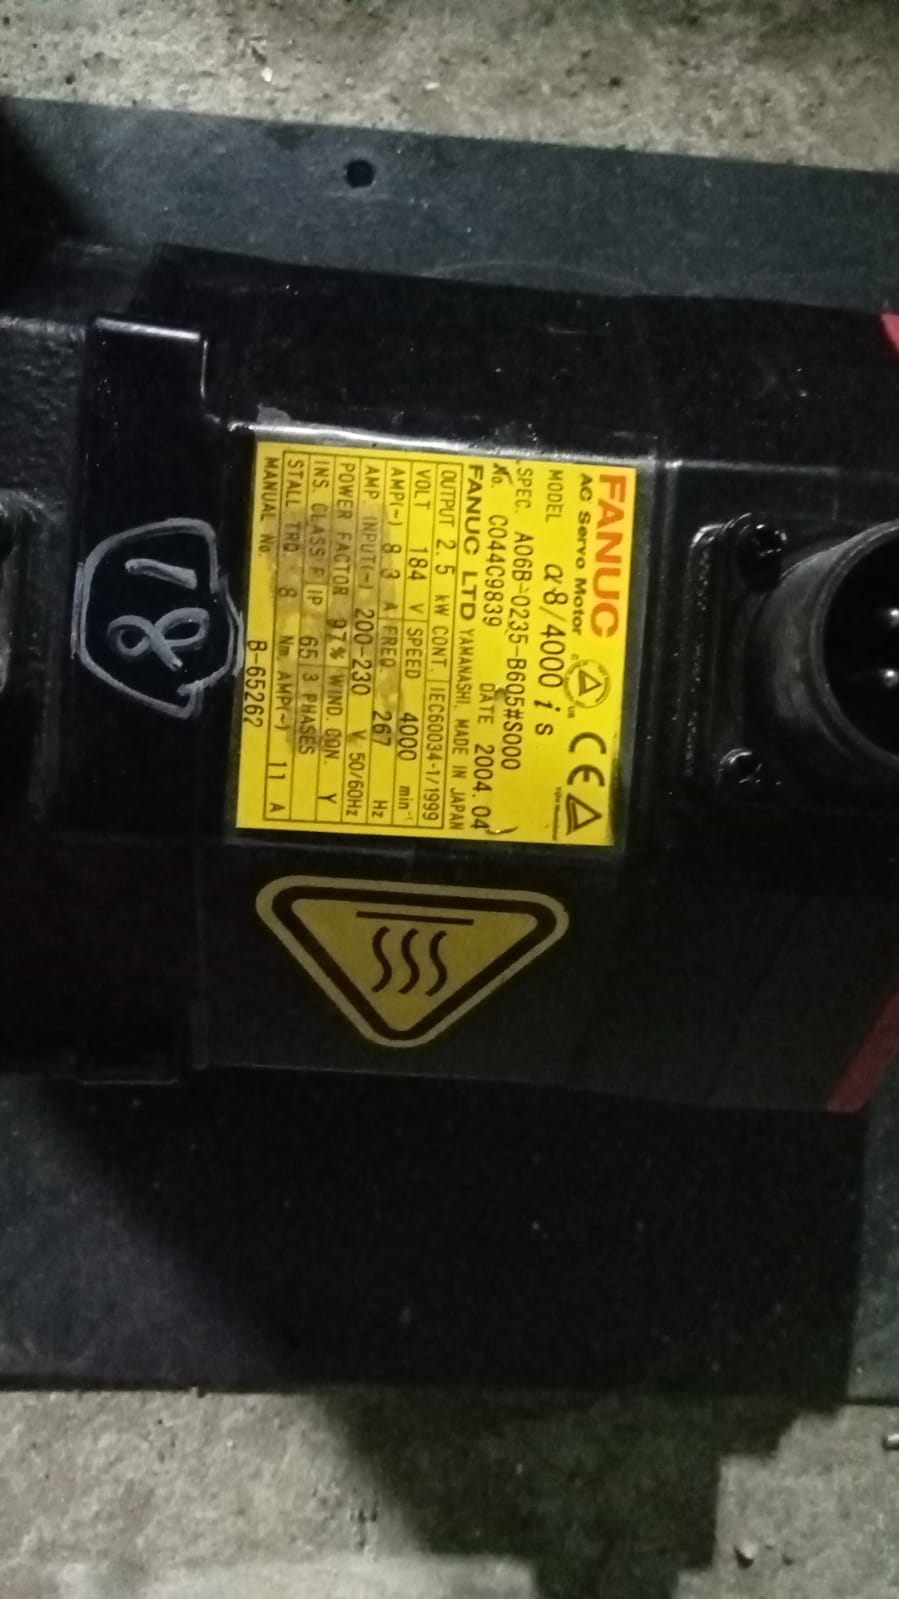 FANUC
AC Servo Motor
MODEL α8/4000 i s
SPEC. A06B-0235-B605#S000
No. C044C9839 DATE 2004.04
FANUC LTD YAMANASHI, MADE IN JAPAN
OUTPUT 2.5 kW CONT. IEC60034-1/1999
VOLT 184 V SPEED 4000 min⁻¹
AMP(~) 8.3 A FREQ 267 Hz
AMP. INPUT(~) 200-230 V 50/60Hz
POWER FACTOR 97% WIND. CON. Y
INS. CLASS F IP 65 3 PHASES
STALL TRQ. 8 Nm AMP(~) 11 A
MANUAL No. B-65262
C US
CE
81